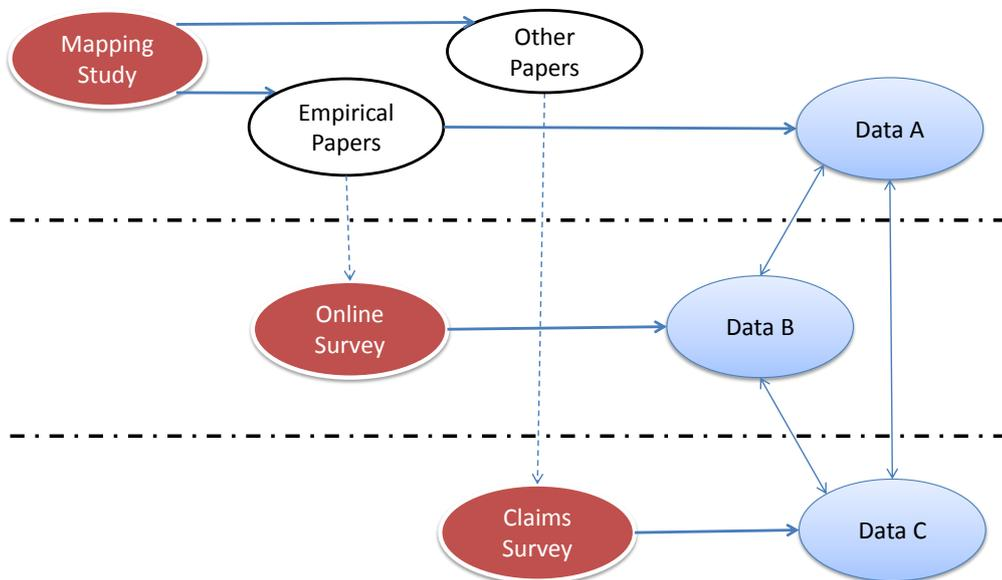 Mapping
Study
Other
Papers
Empirical
Papers
Data A
Online
Survey
Data B
Claims
Survey
Data C